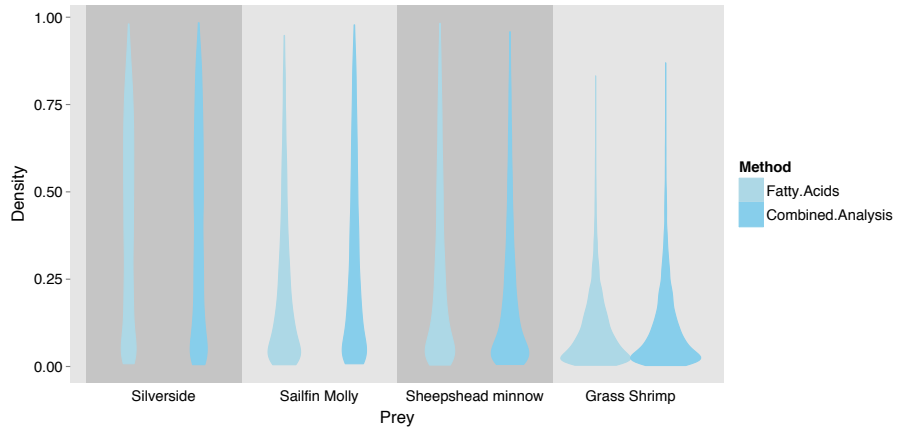 1.00
0.75
0.50
0.25
0.00
Density
Silverside
Sailfin Molly
Sheepshead minnow
Grass Shrimp
Prey
Method
Fatty.Acids
Combined.Analysis